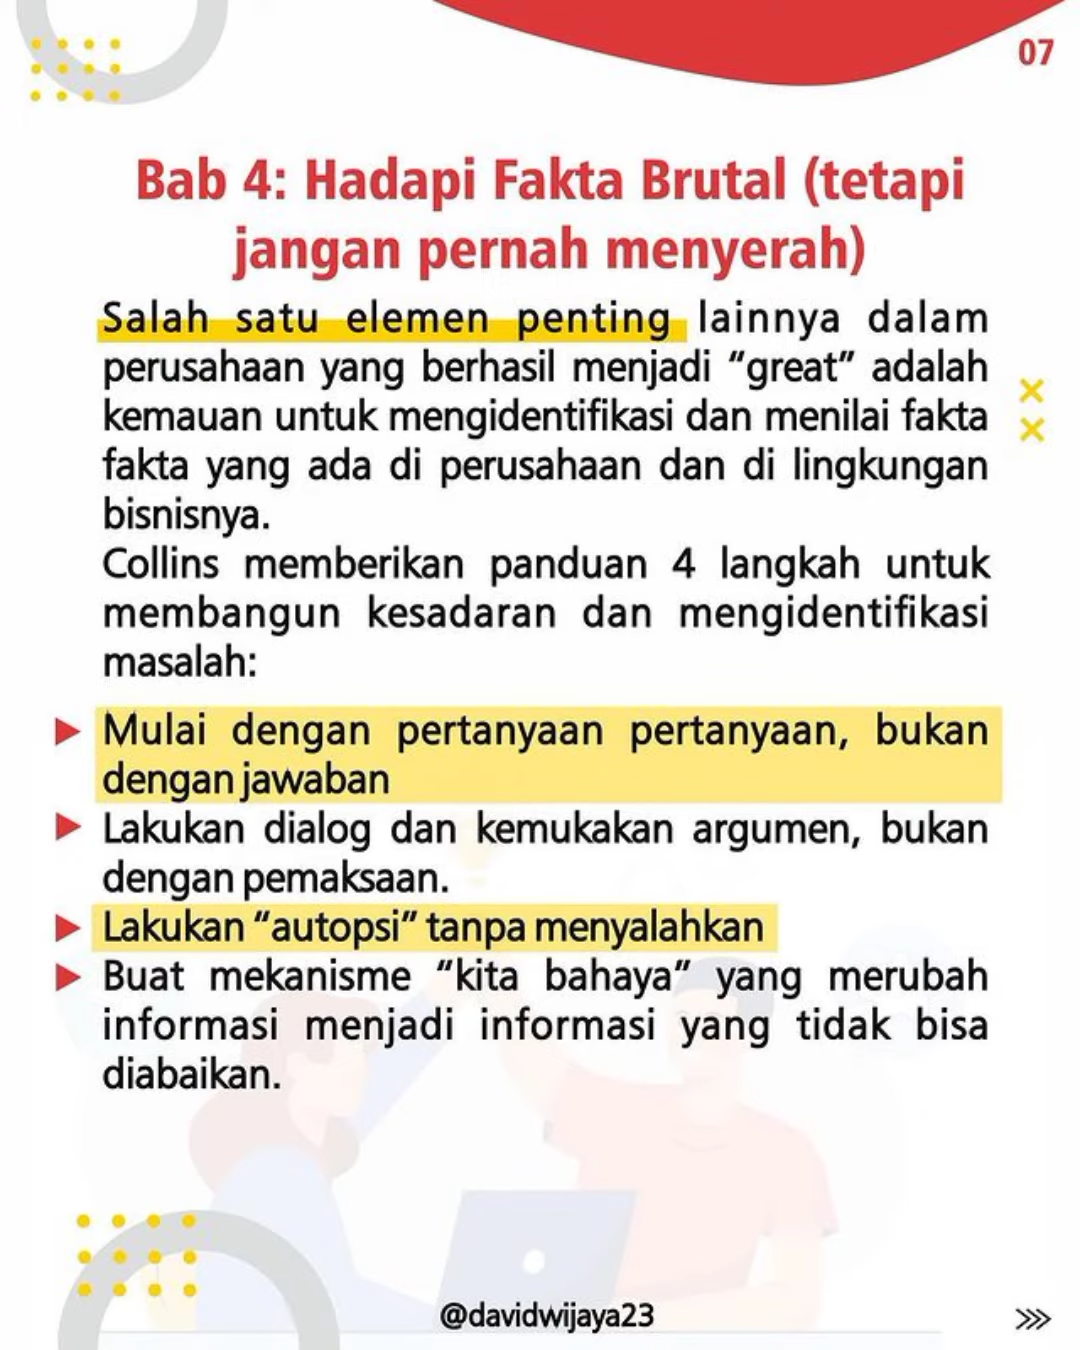 07
Bab 4: Hadapi Fakta Brutal (tetapi
jangan pernah menyerah)
Salah satu elemen penting lainnya dalam
perusahaan yang berhasil menjadi “great” adalah
kemauan untuk mengidentifikasi dan menilai fakta
fakta yang ada di perusahaan dan di lingkungan
bisnisnya.
Collins memberikan panduan 4 langkah untuk
membangun kesadaran dan mengidentifikasi
masalah:
Mulai dengan pertanyaan pertanyaan, bukan
dengan jawaban
Lakukan dialog dan kemukakan argumen, bukan
dengan pemaksaan.
Lakukan “autopsi” tanpa menyalahkan
Buat mekanisme “kita bahaya” yang merubah
informasi menjadi informasi yang tidak bisa
diabaikan.
@davidwijaya23